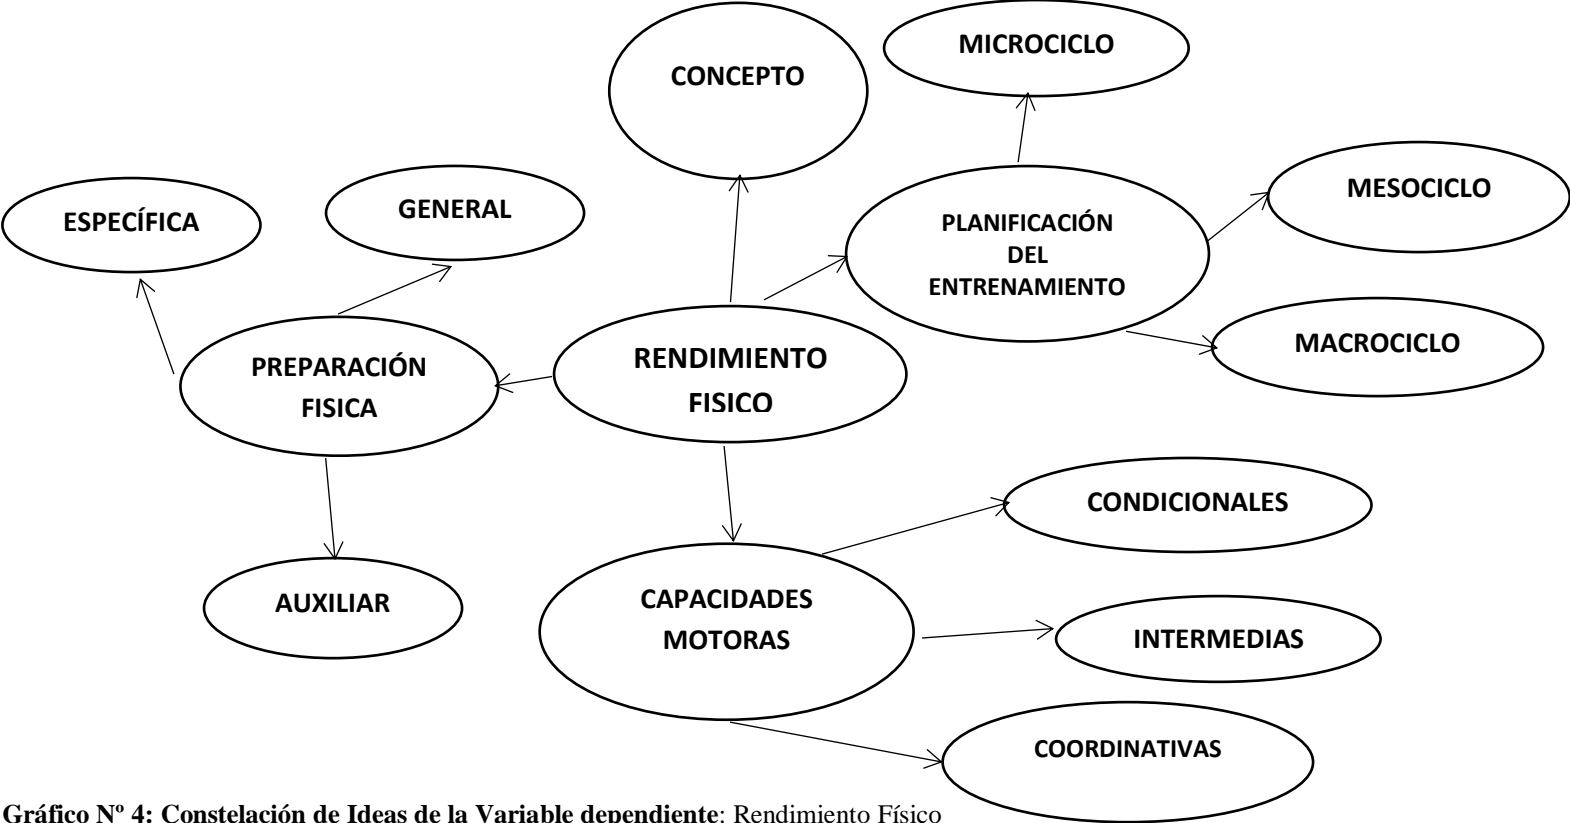 MICROCICLO
CONCEPTO
MESOCICLO
ESPECÍFICA
GENERAL
PLANIFICACIÓN
DEL
ENTRENAMIENTO
MACROCICLO
RENDIMIENTO
FISICO
PREPARACIÓN
FISICA
CONDICIONALES
AUXILIAR
CAPACIDADES
MOTORAS
INTERMEDIAS
COORDINATIVAS
Gráfico Nº 4: Constelación de Ideas de la Variable dependiente: Rendimiento Físico